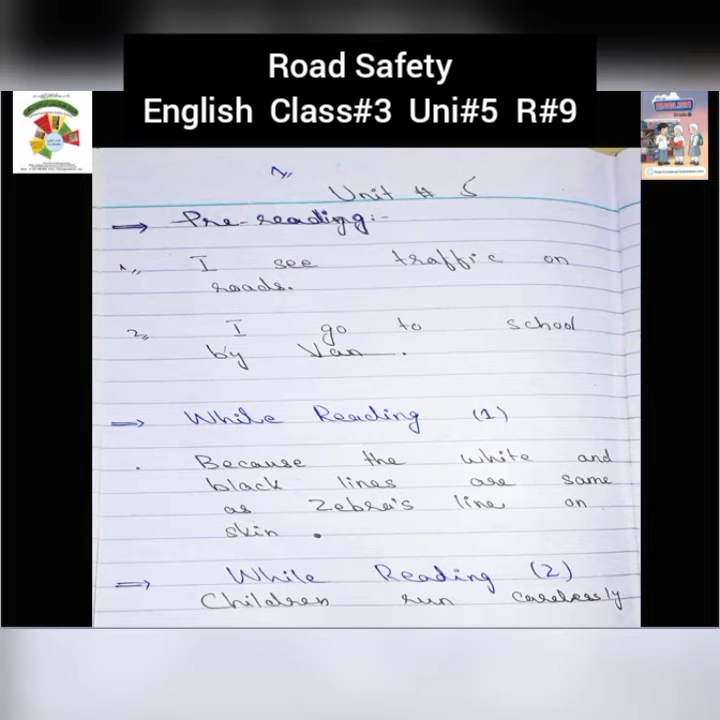 Road Safety
English Class#3 Uni#5 R#9
ENGLISH
Unit # 5
→ Pre-reading:-
1,, I see traffic on
roads.
2,, I go to school
by Van.
→ While Reading (1)
. Because the white and
black lines are same
as Zebra's line on
skin .
→ While Reading (2)
Children run carelessly